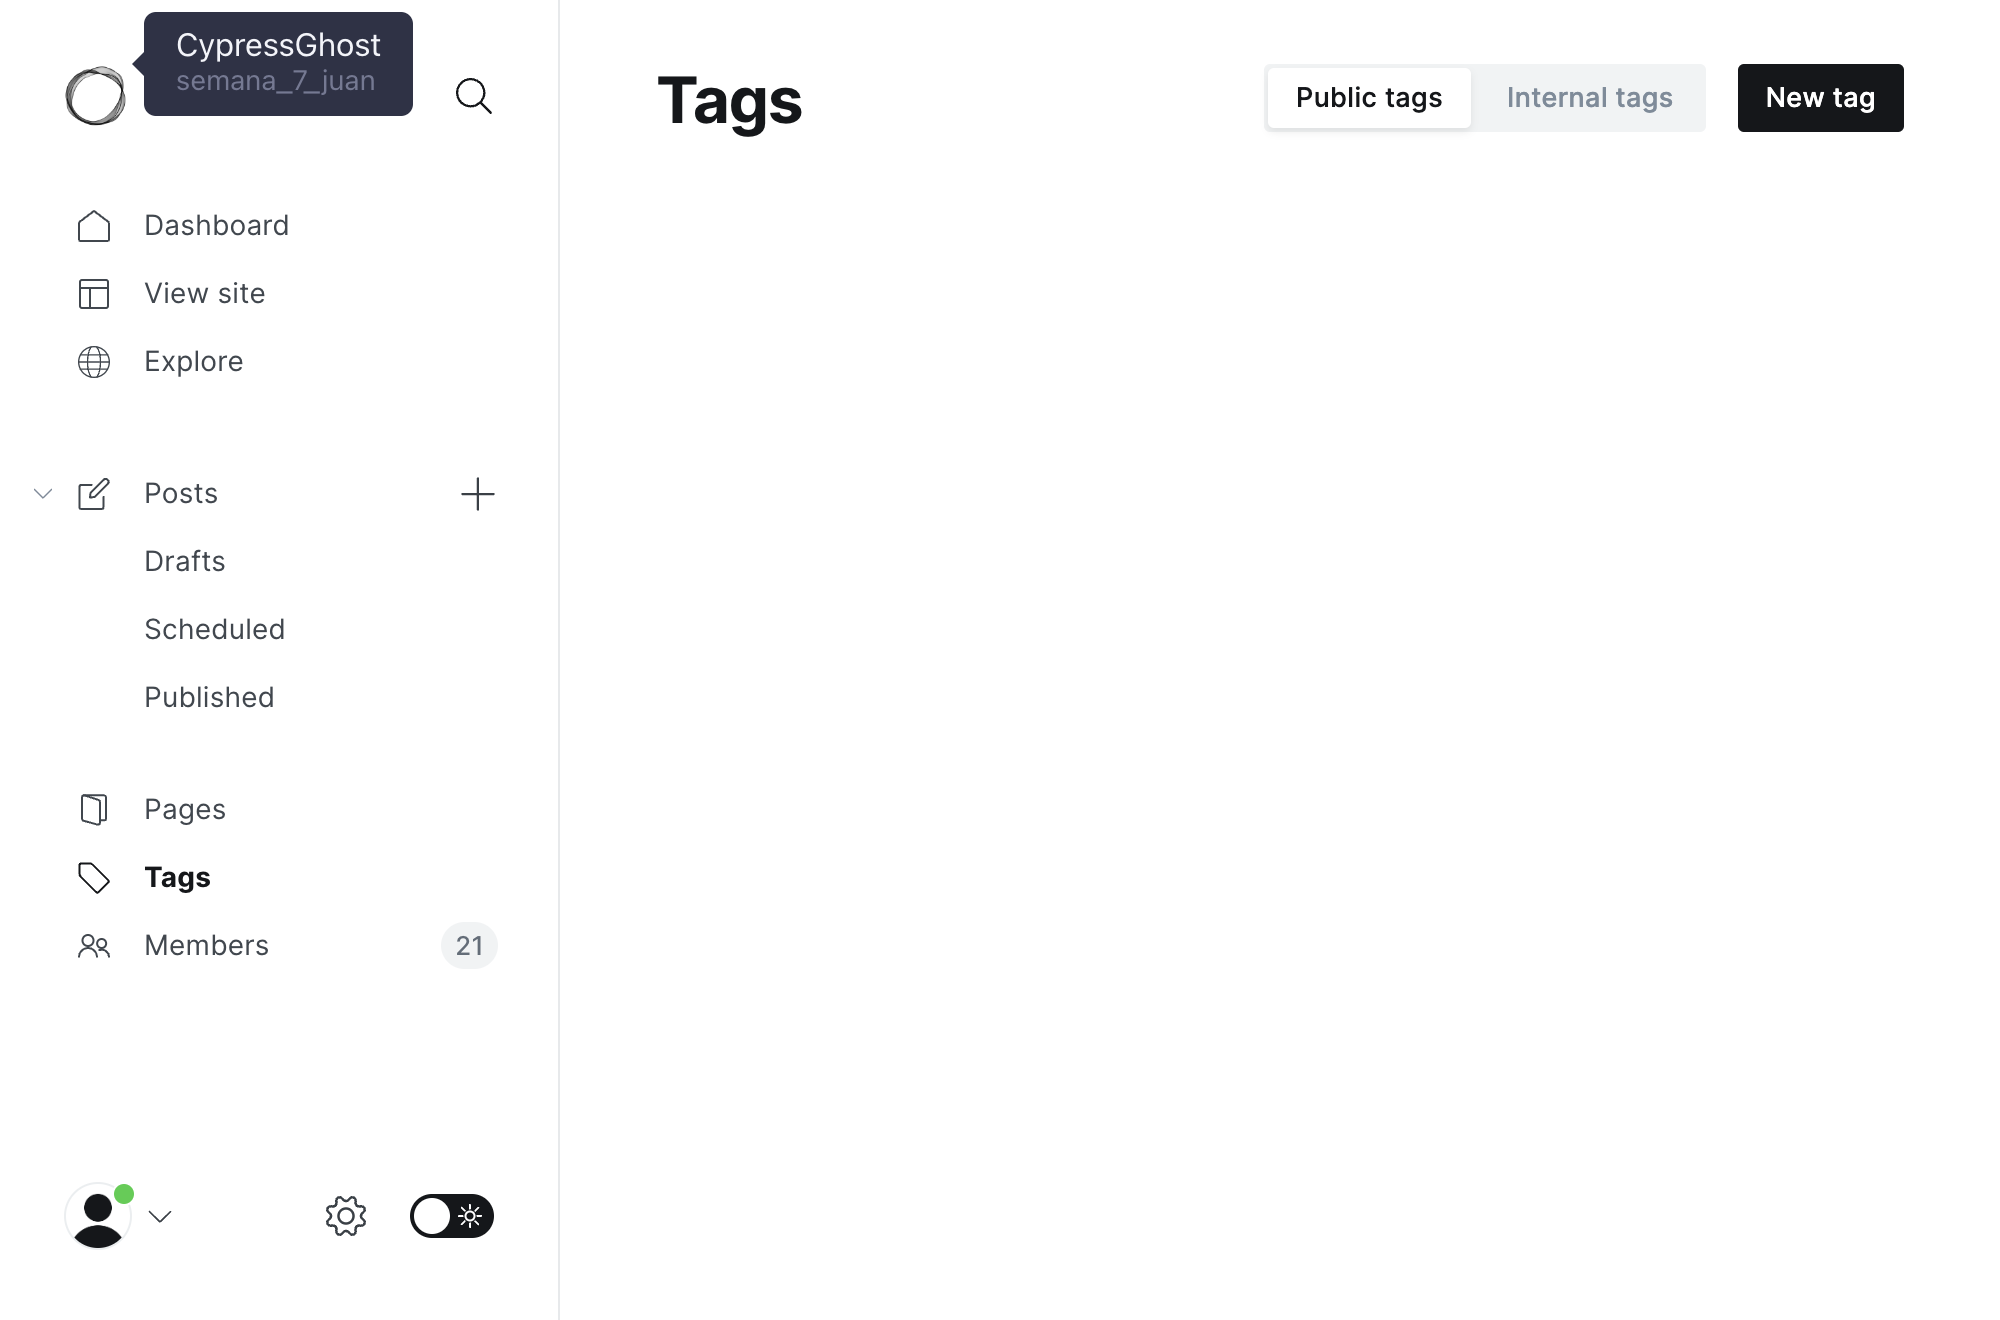 CypressGhost
semana_7_juan
Dashboard
View site
Explore
Posts
Drafts
Scheduled
Published
Pages
Tags
Members 21
Tags
Public tags Internal tags New tag